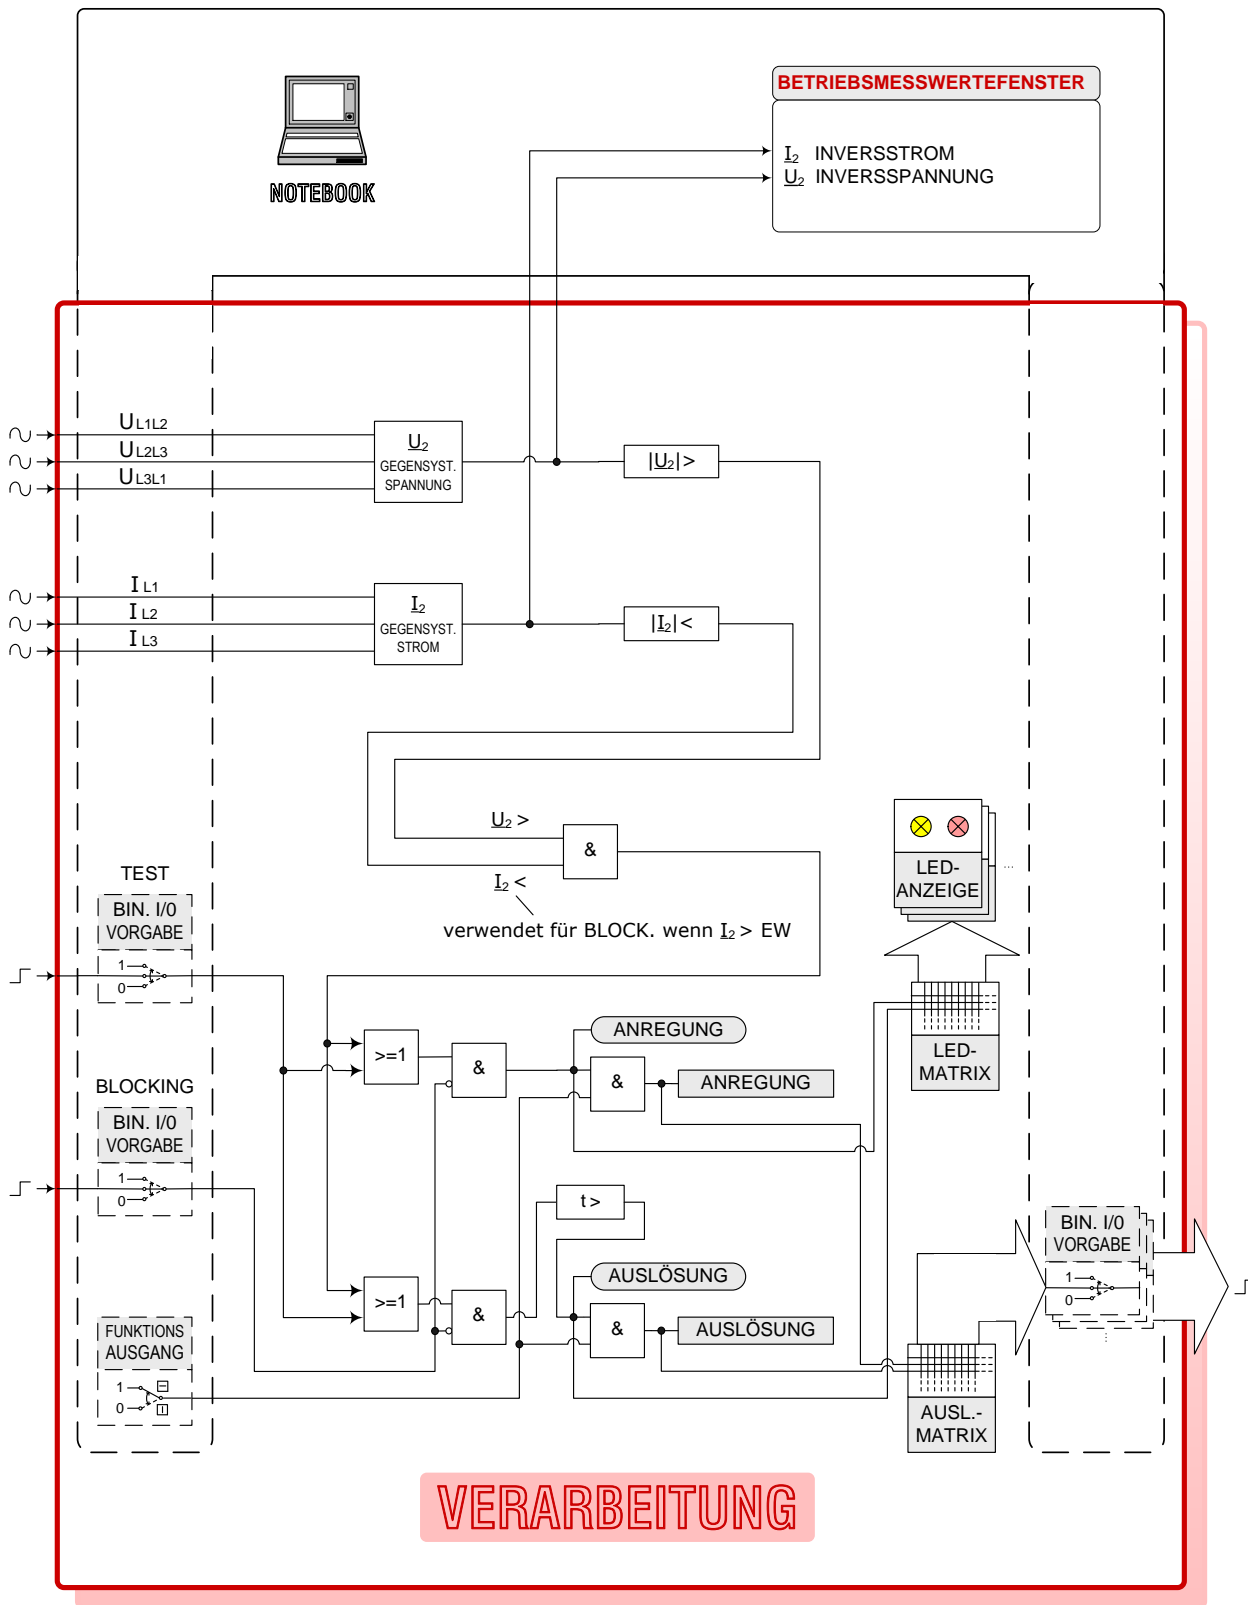 BETRIEBSMESSWERTEFENSTER
I2 INVERSSTROM
U2 INVERSSPANNUNG
NOTEBOOK
UL1L2
UL2L3
UL3L1
U2
GEGENSYST.
SPANNUNG
|U2|>
IL1
IL2
IL3
I2
GEGENSYST.
STROM
|I2|<
U2 >
&
I2 <
verwendet für BLOCK. wenn I2 > EW
LED-
ANZEIGE
...
TEST
BIN. I/0
VORGABE
1
0
>=1
&
ANREGUNG
&
ANREGUNG
LED-
MATRIX
BLOCKING
BIN. I/0
VORGABE
1
0
t >
>=1
&
AUSLÖSUNG
&
AUSLÖSUNG
BIN. I/0
VORGABE
1
0
...
FUNKTIONS
AUSGANG
1
0
AUSL.-
MATRIX
VERARBEITUNG